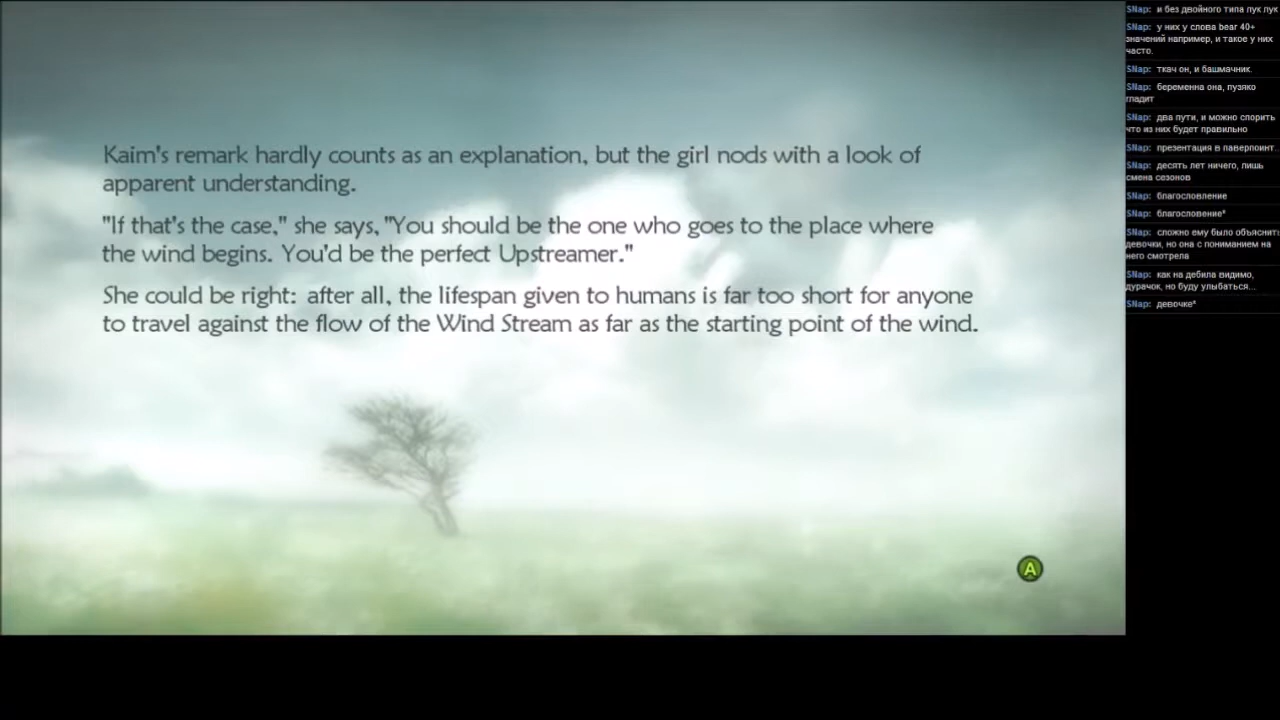 Kaim's remark hardly counts as an explanation, but the girl nods with a look of
apparent understanding.
"If that's the case," she says, "You should be the one who goes to the place where
the wind begins. You'd be the perfect Upstreamer."
She could be right: after all, the lifespan given to humans is far too short for anyone
to travel against the flow of the Wind Stream as far as the starting point of the wind.
A
SNap: и без двойного типа лук лук
SNap: у них у слова bear 40+
значений например, и такое у них
часто.
SNap: ткач он, и башмачник.
SNap: беременна она, пузяко
гладит
SNap: два пути, и можно спорить
что из них будет правильно
SNap: презентация в паверпоинт..
SNap: десять лет ничего, лишь
смена сезонов
SNap: благословление
SNap: благословение*
SNap: сложно ему было объяснить
девочки, но она с пониманием на
него смотрела
SNap: как на дебила видимо,
дурачок, но буду улыбаться...
SNap: девочке*